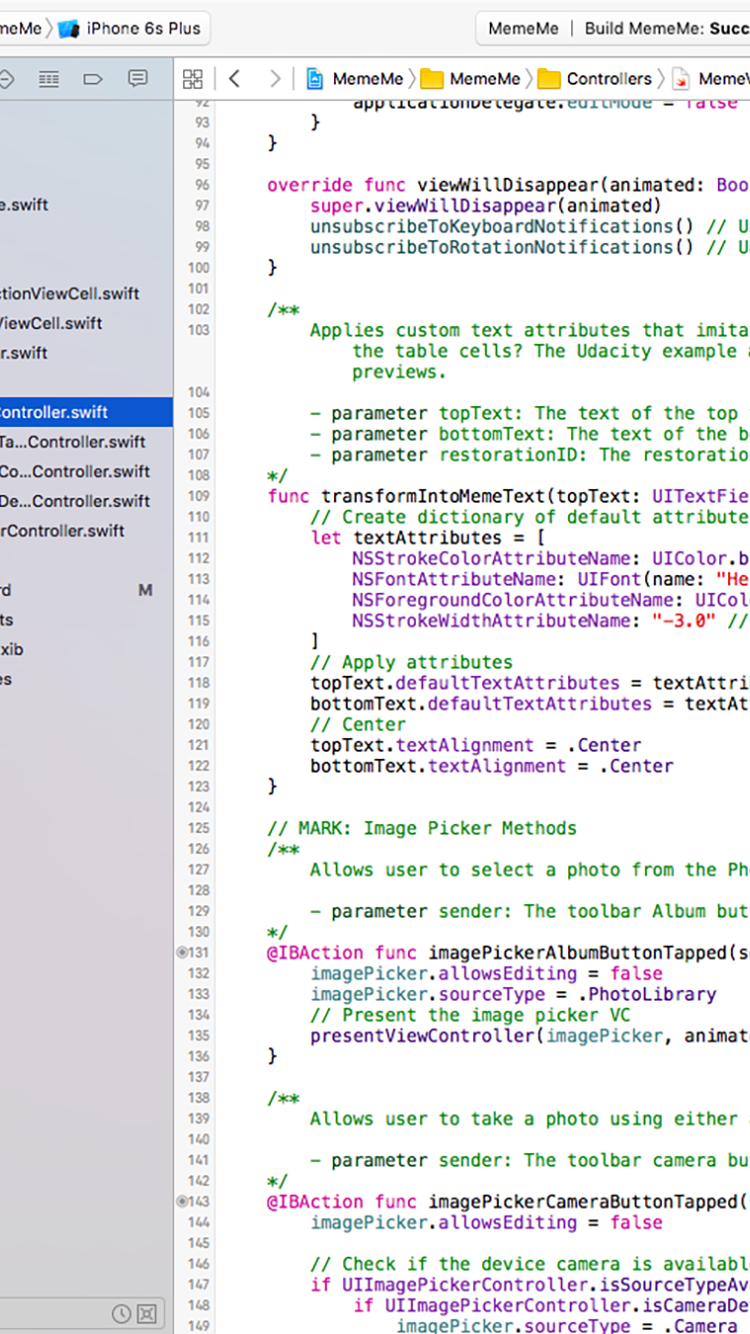 neMe iPhone 6s Plus MemeMe | Build MemeMe: Succ
MemeMe MemeMe Controllers MemeV
e.swift
ctionViewCell.swift
ViewCell.swift
r.swift
Controller.swift
Ta...Controller.swift
Co...Controller.swift
De...Controller.swift
rController.swift
rd M
ts
xib
es
92 applicationDelegate.editMode = false
93 }
94 }
95
96 override func viewWillDisappear(animated: Boo
97 super.viewWillDisappear(animated)
98 unsubscribeToKeyboardNotifications() // U
99 unsubscribeToRotationNotifications() // U
100 }
101
102 /**
103 Applies custom text attributes that imita
the table cells? The Udacity example a
previews.
104
105 - parameter topText: The text of the top
106 - parameter bottomText: The text of the b
107 - parameter restorationID: The restoratio
108 */
109 func transformIntoMemeText(topText: UITextFie
110 // Create dictionary of default attribute
111 let textAttributes = [
112 NSStrokeColorAttributeName: UIColor.b
113 NSFontAttributeName: UIFont(name: "He
114 NSForegroundColorAttributeName: UICol
115 NSStrokeWidthAttributeName: "-3.0" //
116 ]
117 // Apply attributes
118 topText.defaultTextAttributes = textAttri
119 bottomText.defaultTextAttributes = textAt
120 // Center
121 topText.textAlignment = .Center
122 bottomText.textAlignment = .Center
123 }
124
125 // MARK: Image Picker Methods
126 /**
127 Allows user to select a photo from the Ph
128
129 - parameter sender: The toolbar Album but
130 */
131 @IBAction func imagePickerAlbumButtonTapped(s
132 imagePicker.allowsEditing = false
133 imagePicker.sourceType = .PhotoLibrary
134 // Present the image picker VC
135 presentViewController(imagePicker, animat
136 }
137
138 /**
139 Allows user to take a photo using either
140
141 - parameter sender: The toolbar camera bu
142 */
143 @IBAction func imagePickerCameraButtonTapped(
144 imagePicker.allowsEditing = false
145
146 // Check if the device camera is availabl
147 if UIImagePickerController.isSourceTypeAv
148 if UIImagePickerController.isCameraDe
149 imagePicker.sourceType = .Camera